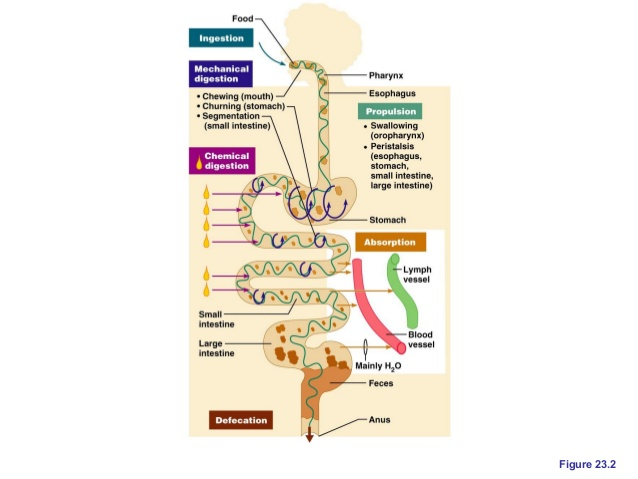 Food
Ingestion
Mechanical
digestion
• Chewing (mouth)
• Churning (stomach)
• Segmentation
(small intestine)
Chemical
digestion
Pharynx
Esophagus
Propulsion
• Swallowing
(oropharynx)
• Peristalsis
(esophagus,
stomach,
small intestine,
large intestine)
Stomach
Absorption
Lymph
vessel
Blood
vessel
Small
intestine
Large
intestine
Mainly H₂O
Feces
Defecation
Anus
Figure 23.2